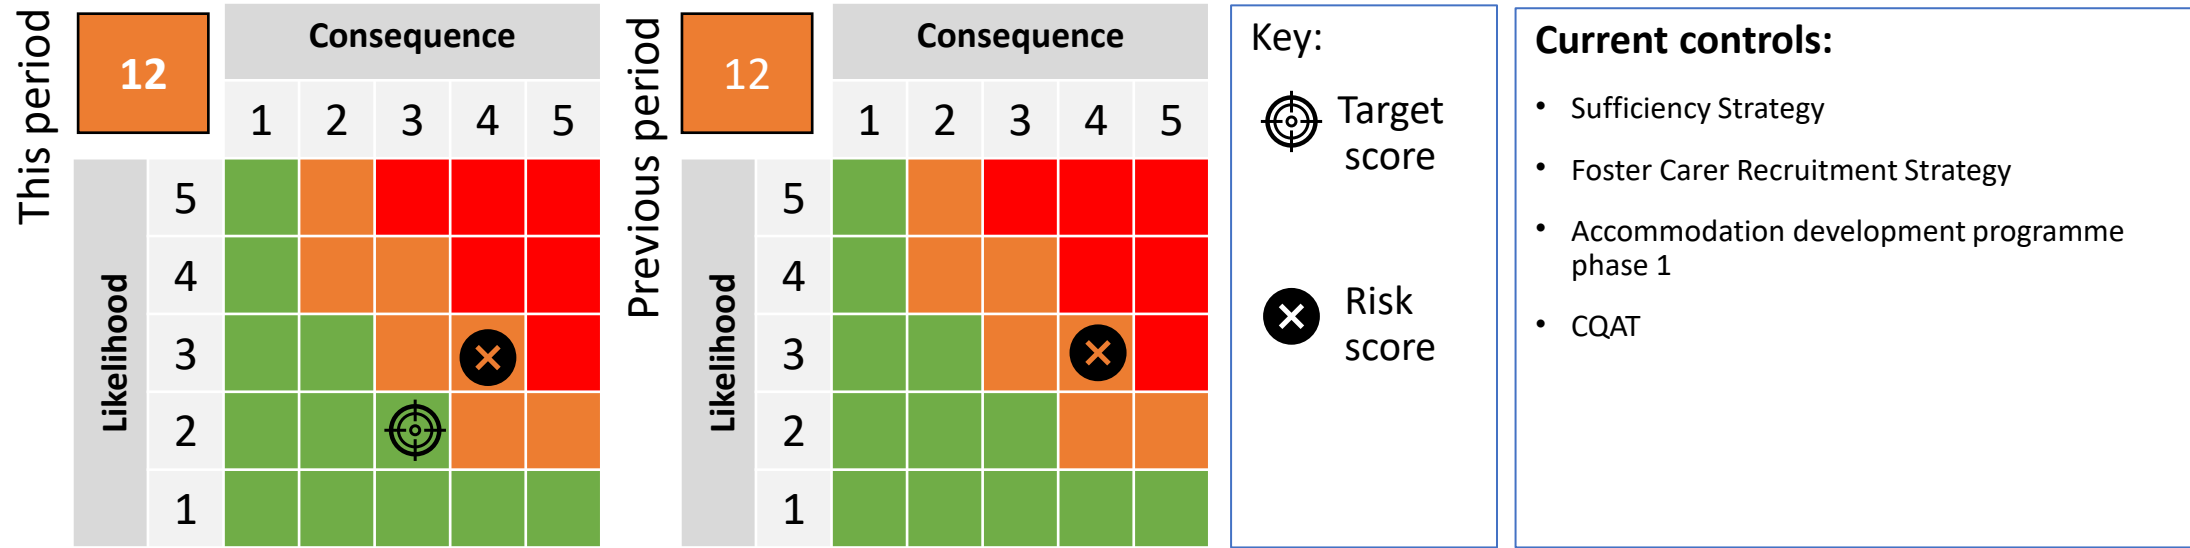 This period
12
Consequence
1 2 3 4 5
Likelihood
5
4
3
2
1
Previous period
12
Consequence
1 2 3 4 5
Likelihood
5
4
3
2
1
Key:
Target
score
Risk
score
Current controls:
• Sufficiency Strategy
• Foster Carer Recruitment Strategy
• Accommodation development programme
phase 1
• CQAT